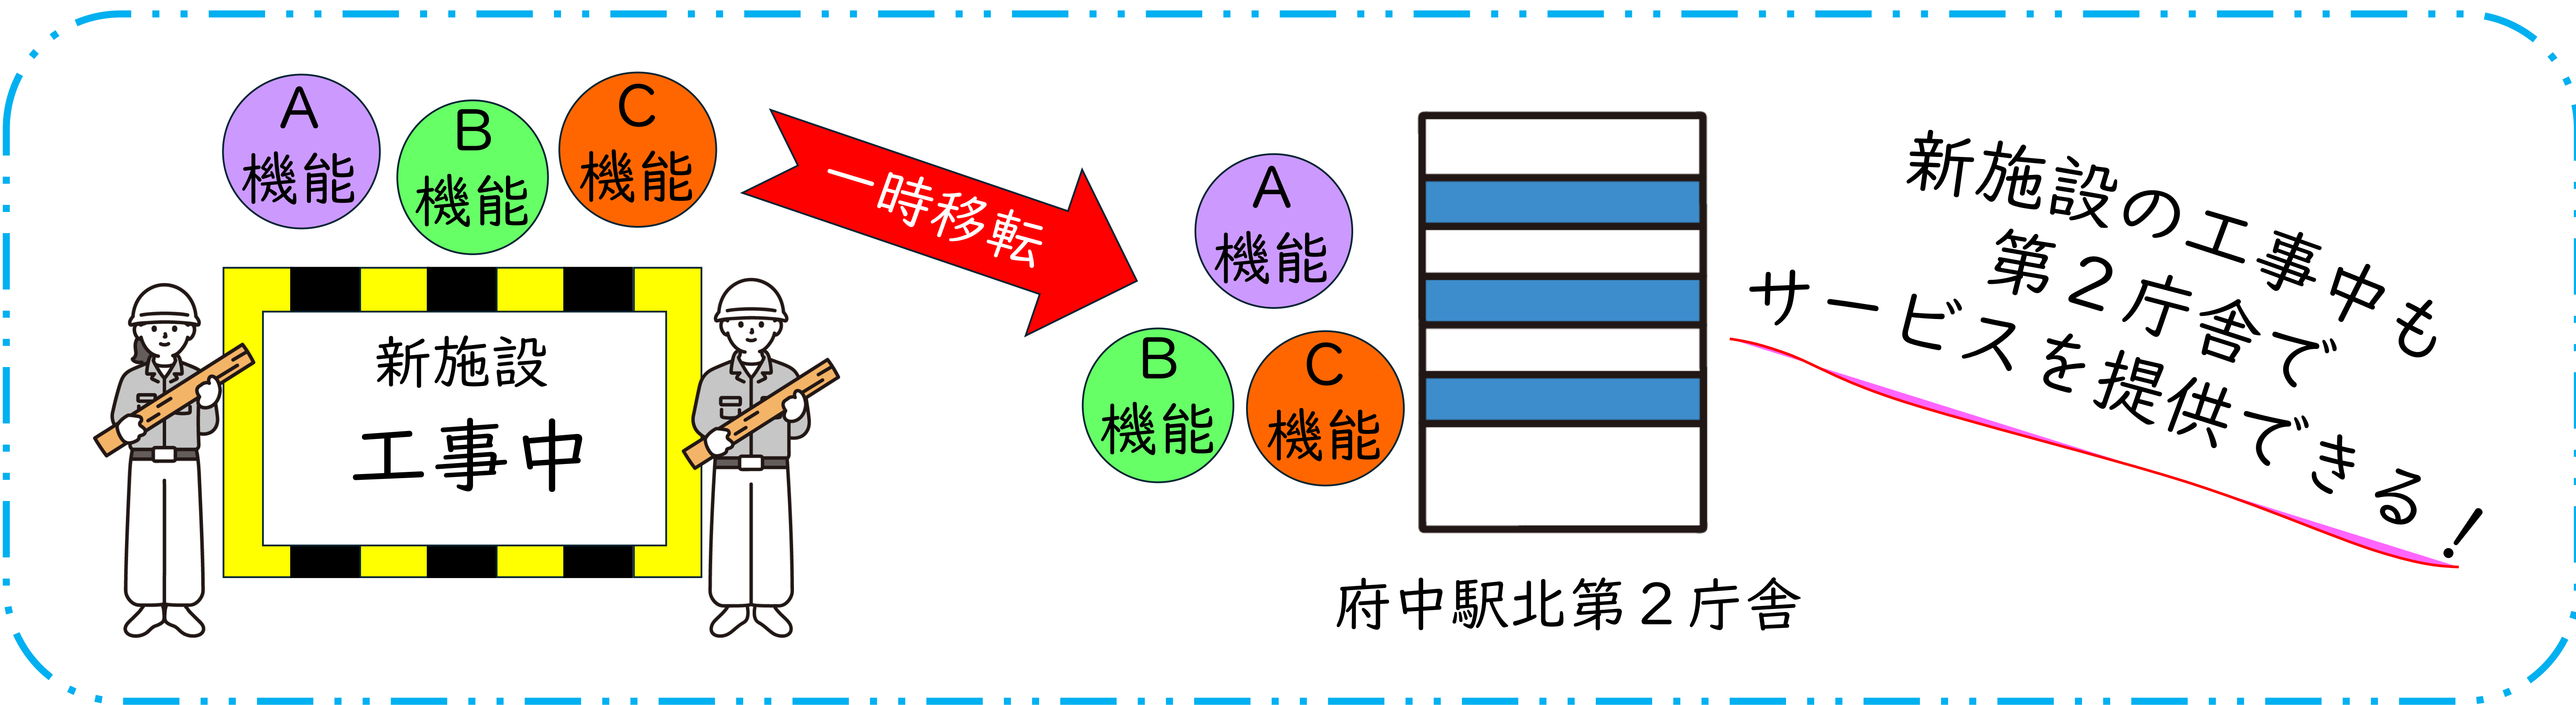 A
機能
B
機能
C
機能
一時移転
新施設
工事中
A
機能
B
機能
C
機能
府中駅北第２庁舎
新施設の工事中も
第２庁舎で
サービスを提供できる！